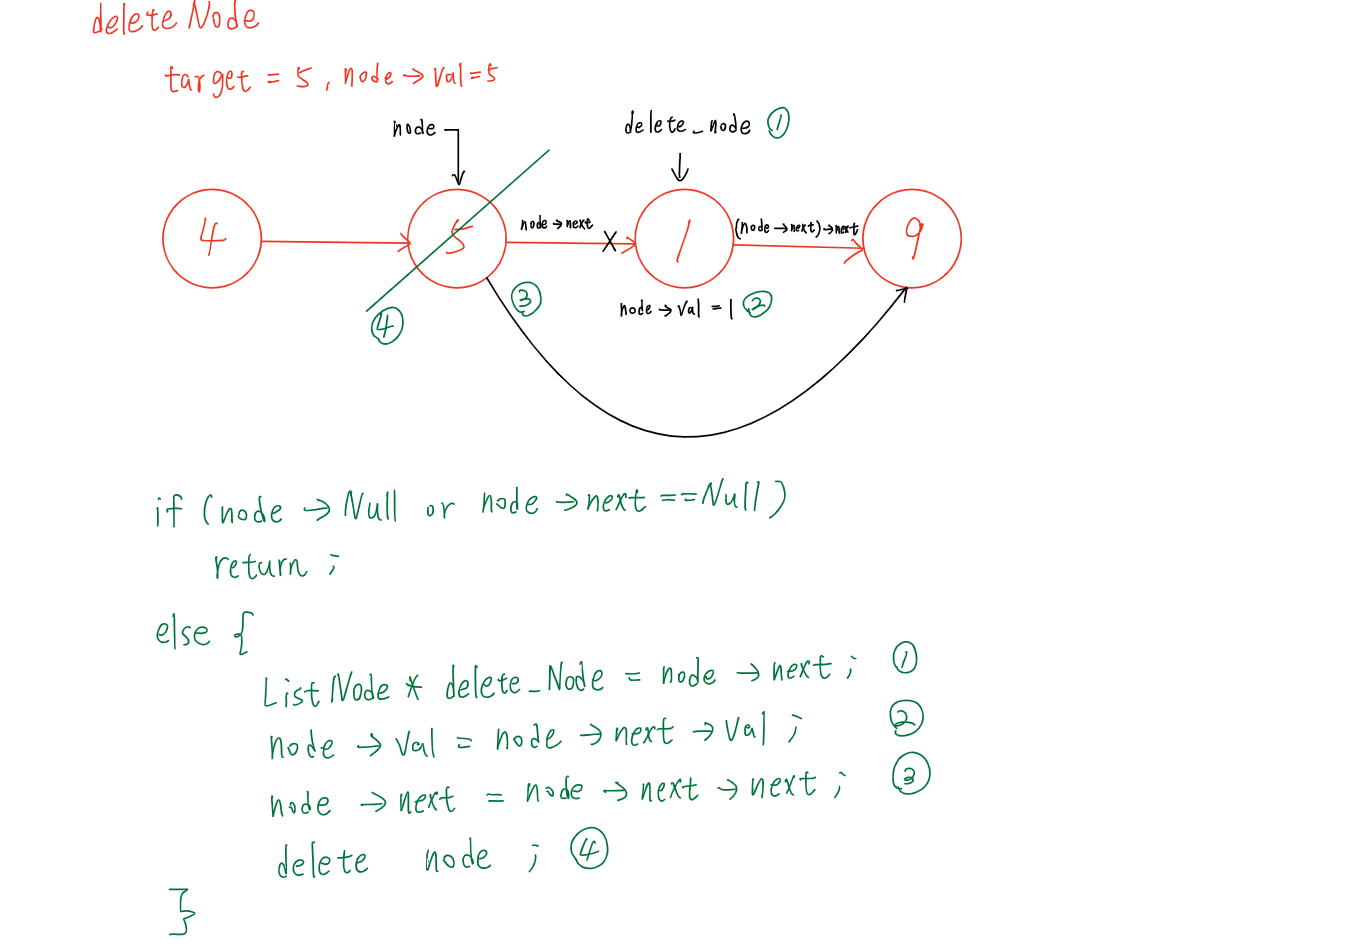 delete Node
target = 5 , node → val = 5
node
delete_node ①
4
5
node → next
X
1
(node → next) → next
9
④
③
node → val = 1 ②
if (node → Null or node → next == Null)
return ;
else {
List Node * delete_Node = node → next ; ①
node → val = node → next → val ; ②
node → next = node → next → next ; ③
delete node ; ④
}